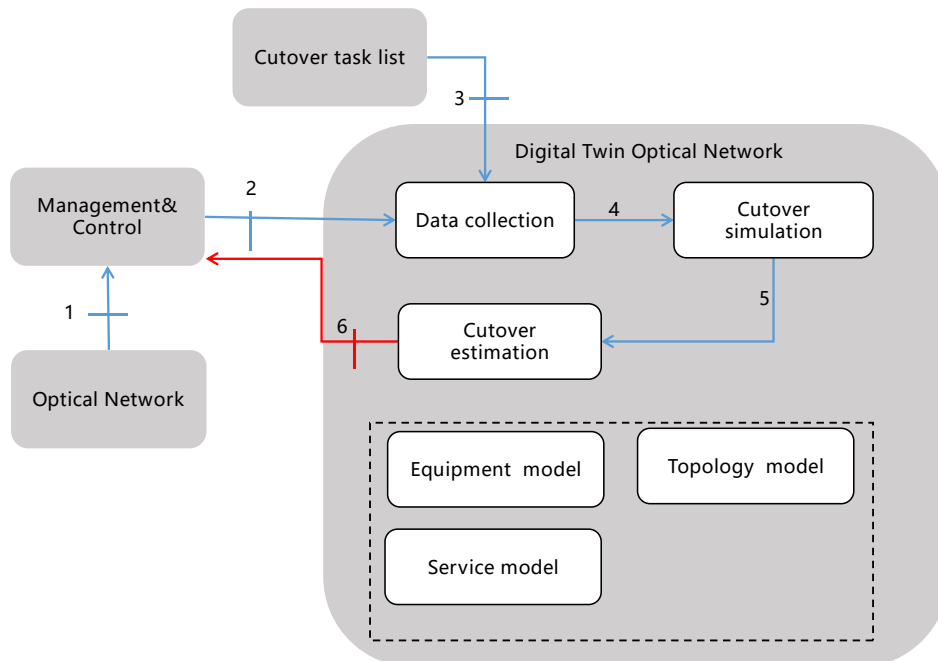 Cutover task list
3
Digital Twin Optical Network
Management&
Control
2
Data collection
4
Cutover
simulation
1
5
6
Cutover
estimation
Optical Network
Equipment  model
Topology  model
Service model